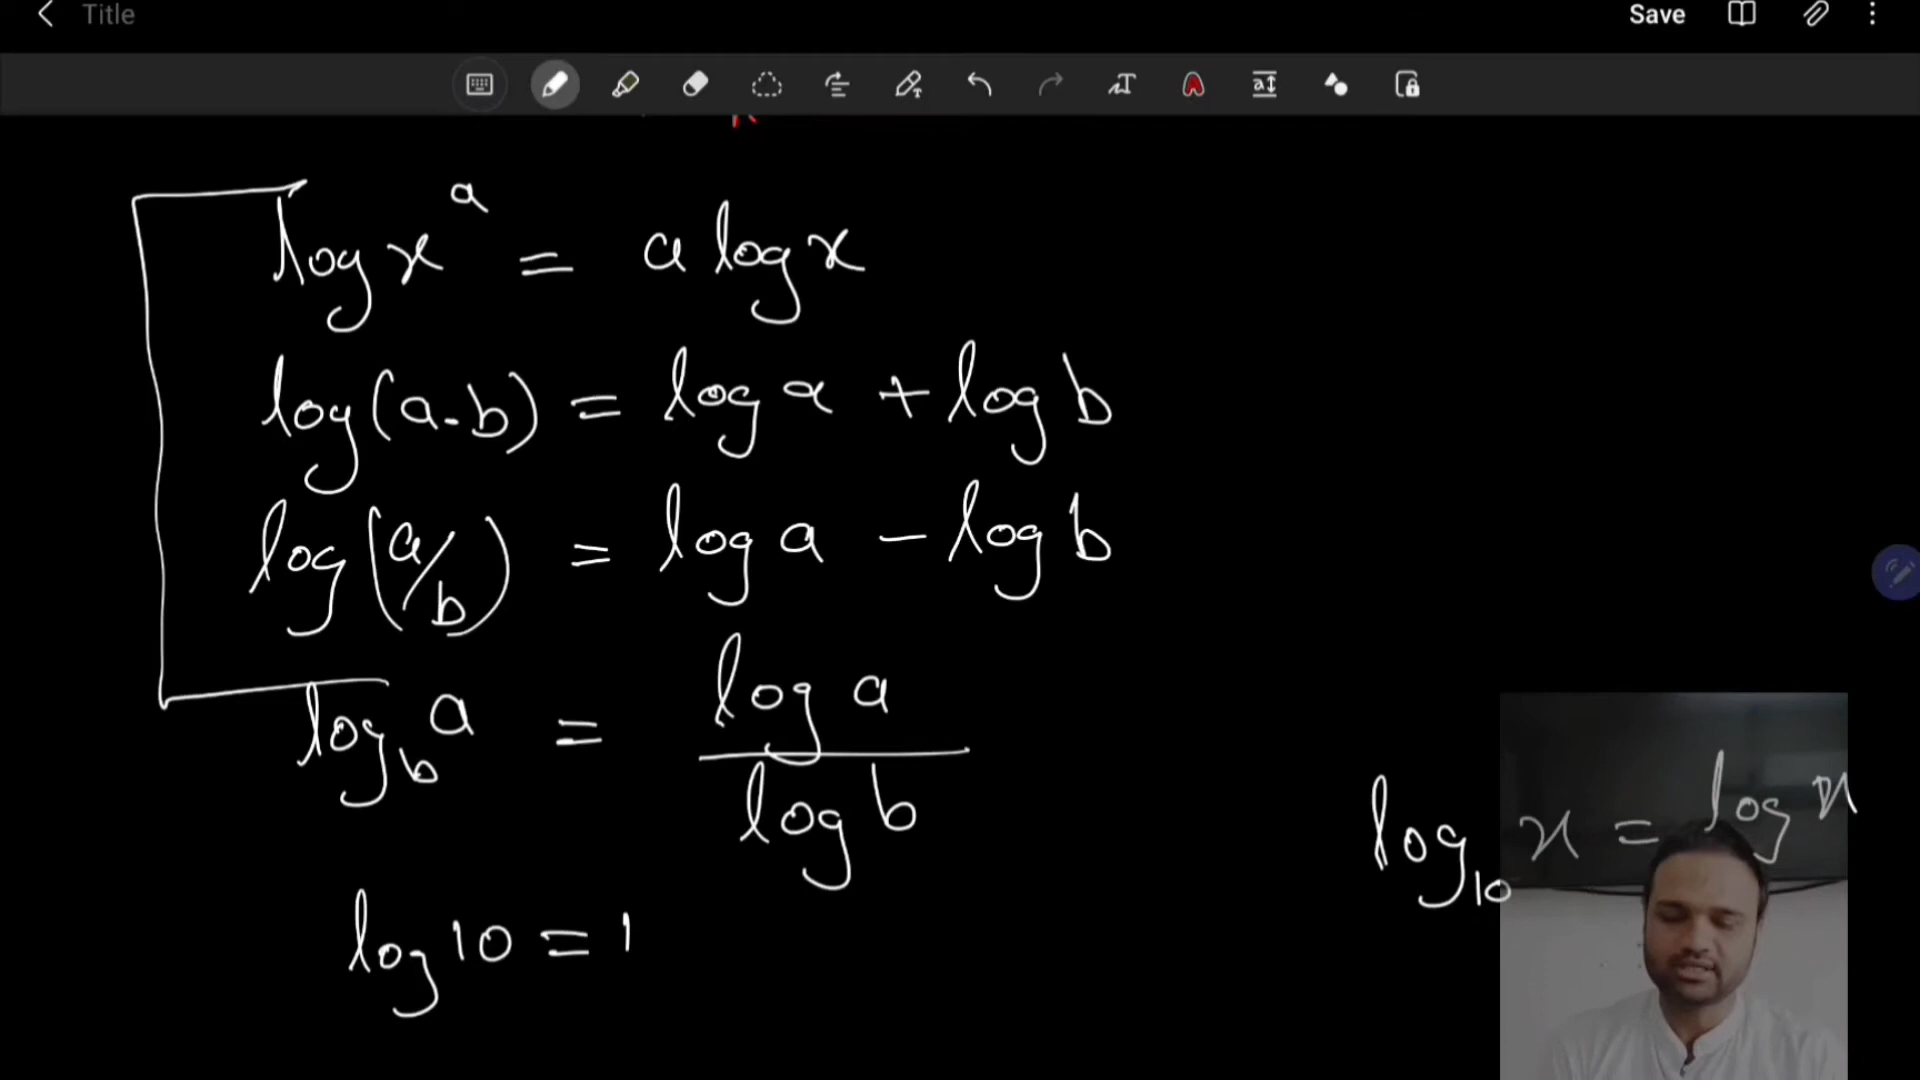 Title
Save
log x^a = a log x
log(a.b) = log a + log b
log(a/b) = log a - log b
log_b a = log a / log b
log_10 x = log x
log 10 = 1